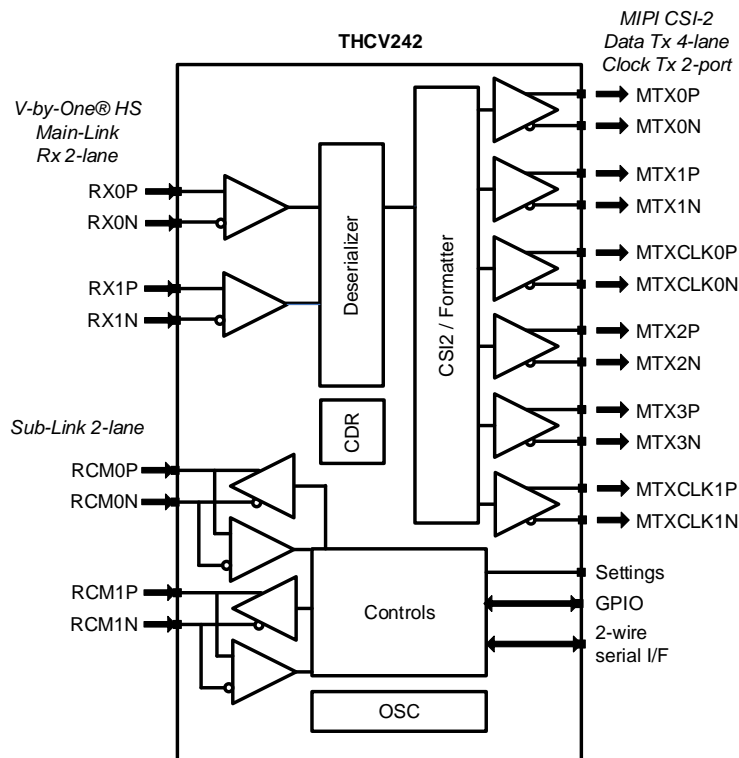 MIPI CSI-2
Data Tx 4-lane
Clock Tx 2-port
THCV242
V-by-One® HS
Main-Link
Rx 2-lane
RX0P
RX0N
RX1P
RX1N
Deserializer
CDR
CSI2 / Formatter
MTX0P
MTX0N
MTX1P
MTX1N
MTXCLK0P
MTXCLK0N
MTX2P
MTX2N
MTX3P
MTX3N
MTXCLK1P
MTXCLK1N
Sub-Link 2-lane
RCM0P
RCM0N
RCM1P
RCM1N
Controls
OSC
Settings
GPIO
2-wire
serial I/F